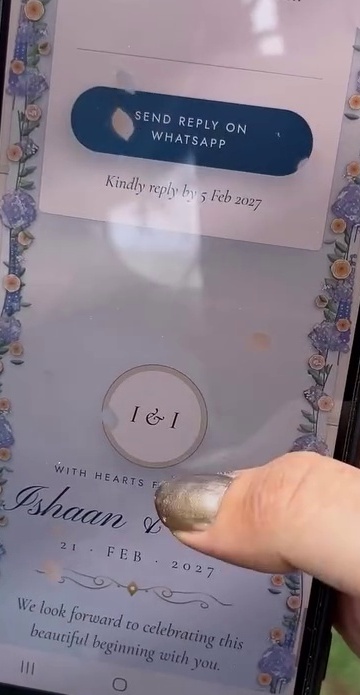 SEND REPLY ON
WHATSAPP
Kindly reply by 5 Feb 2027
I & I
WITH HEARTS
Ishaan &
21 · FEB · 2027
We look forward to celebrating this
beautiful beginning with you.